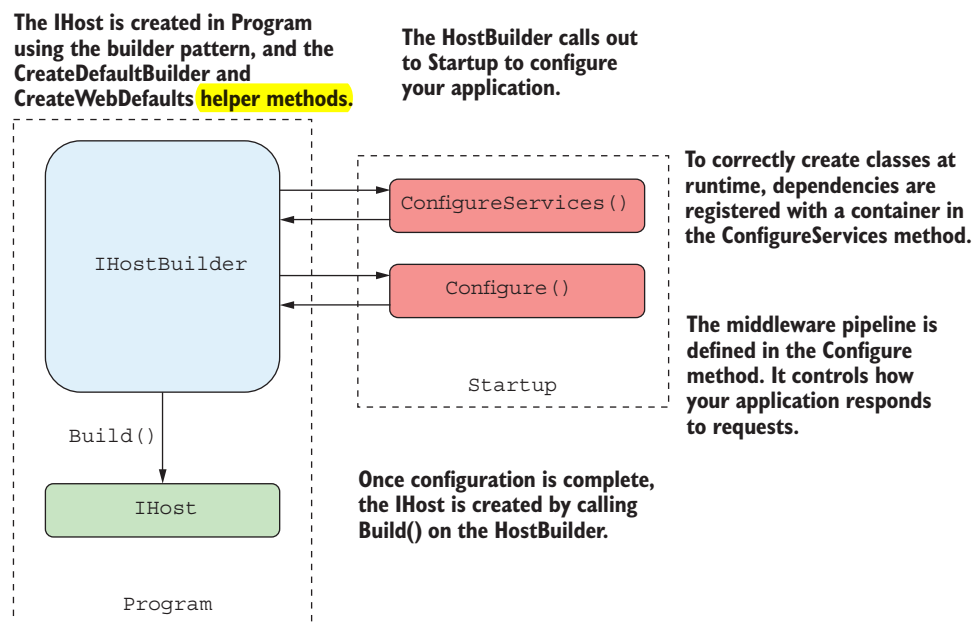 The IHost is created in Program
using the builder pattern, and the
CreateDefaultBuilder and
CreateWebDefaults helper methods.
The HostBuilder calls out
to Startup to configure
your application.
ConfigureServices()
IHostBuilder
Configure()
Startup
To correctly create classes at
runtime, dependencies are
registered with a container in
the ConfigureServices method.
The middleware pipeline is
defined in the Configure
method. It controls how
your application responds
to requests.
Build()
IHost
Once configuration is complete,
the IHost is created by calling
Build() on the HostBuilder.
Program